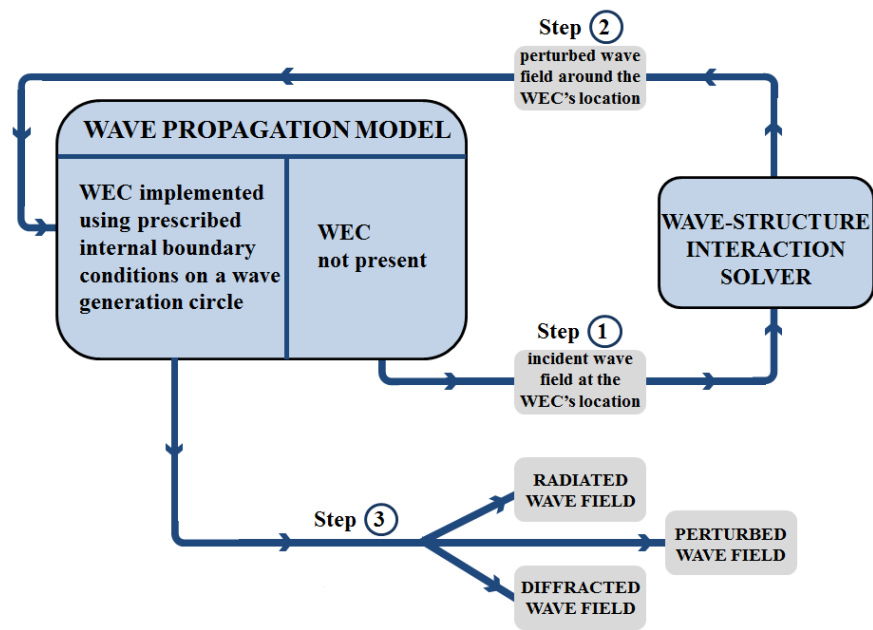 Step 2
perturbed wave
field around the
WEC's location
WAVE PROPAGATION MODEL
WEC implemented
using prescribed
internal boundary
conditions on a wave
generation circle
WEC
not present
WAVE-STRUCTURE
INTERACTION
SOLVER
Step 1
incident wave
field at the
WEC's location
Step 3
RADIATED
WAVE FIELD
PERTURBED
WAVE FIELD
DIFFRACTED
WAVE FIELD